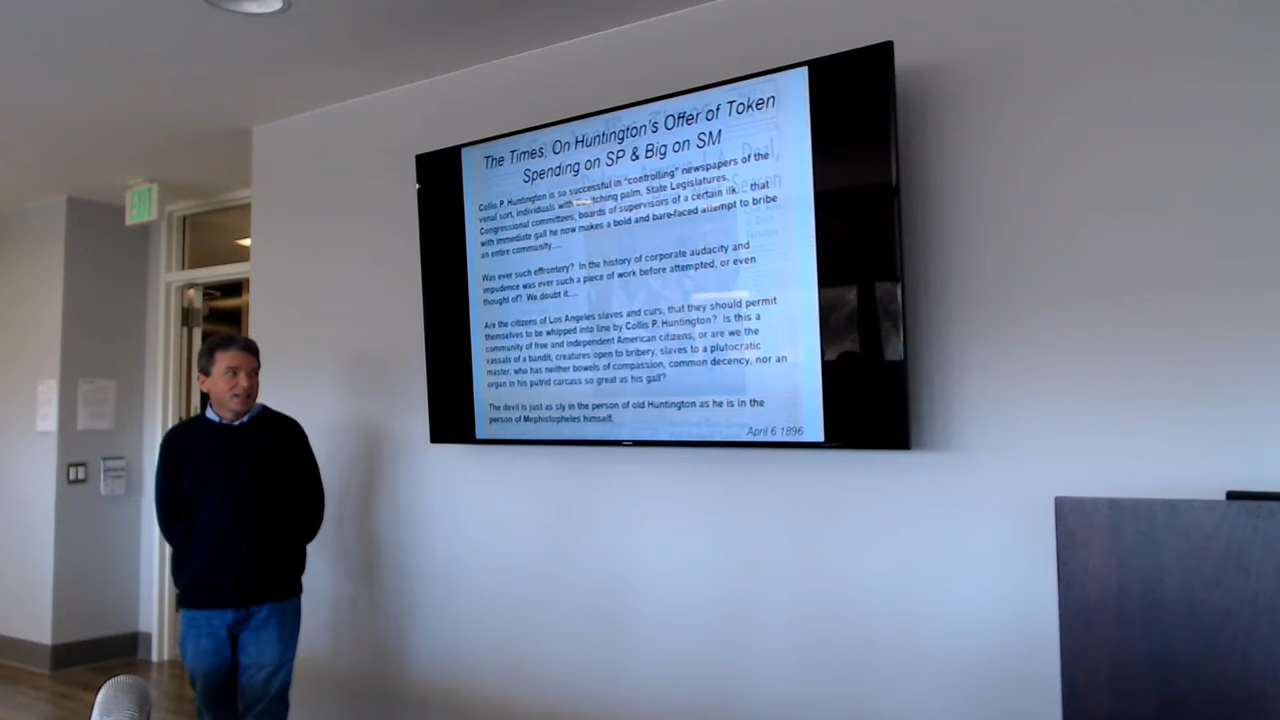 EXIT
The Times, On Huntington's Offer of Token
Spending on SP & Big on SM
Collis P. Huntington is so successful in "controlling" newspapers of the
venal sort, individuals with itching palm, State Legislatures,
Congressional committees, boards of supervisors of a certain ilk... that
with immediate gall he now makes a bold and bare-faced attempt to bribe
an entire community....
Was ever such effrontery? In the history of corporate audacity and
impudence was ever such a piece of work before attempted, or even
thought of? We doubt it....
Are the citizens of Los Angeles slaves and curs, that they should permit
themselves to be whipped into line by Collis P. Huntington? Is this a
community of free and independent American citizens, or are we the
vassals of a bandit, creatures open to bribery, slaves to a plutocratic
master, who has neither bowels of compassion, common decency, nor an
organ in his putrid carcass so great as his gall?
The devil is just as sly in the person of old Huntington as he is in the
person of Mephistopheles himself.
April 6 1896